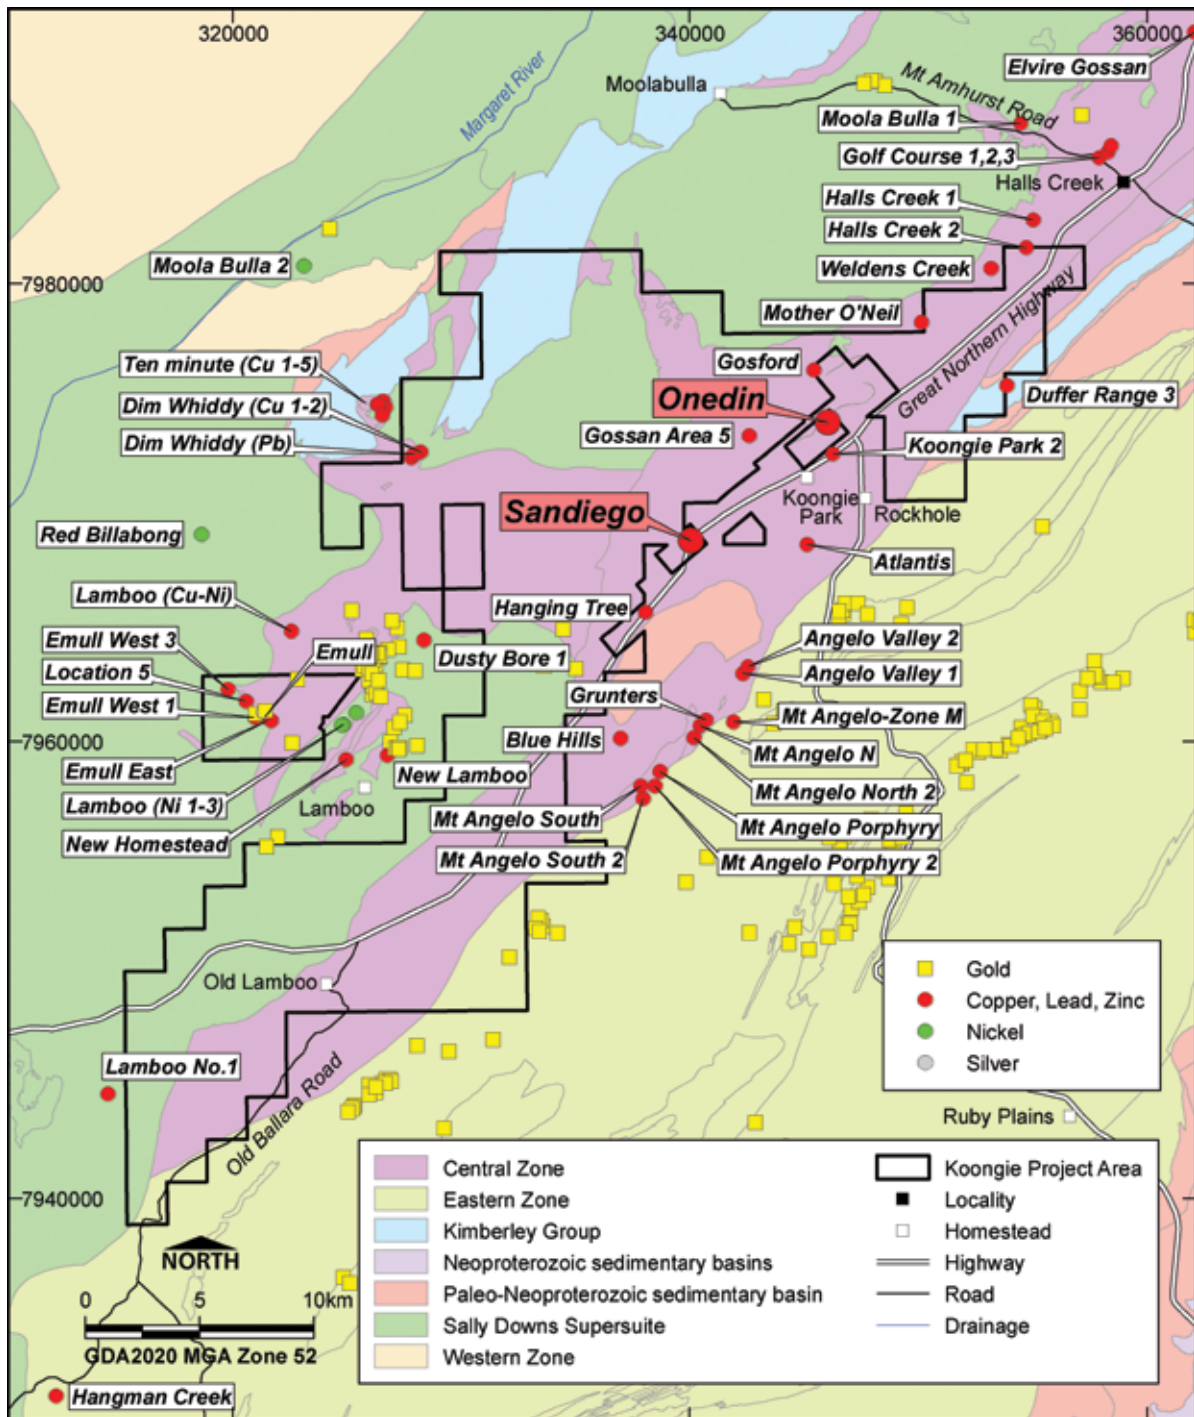 320000
340000
360000
Elvire Gossan
Margaret River
Moolabulla
Mt Amhurst Road
Moola Bulla 1
Golf Course 1,2,3
Halls Creek
Halls Creek 1
Halls Creek 2
Moola Bulla 2
Weldens Creek
7980000
Mother O'Neil
Great Northern Highway
Ten minute (Cu 1-5)
Gosford
Dim Whiddy (Cu 1-2)
Onedin
Duffer Range 3
Dim Whiddy (Pb)
Gossan Area 5
Koongie Park 2
Koongie
Park
Sandiego
Rockhole
Red Billabong
Atlantis
Lamboo (Cu-Ni)
Hanging Tree
Emull West 3
Emull
Dusty Bore 1
Angelo Valley 2
Location 5
Angelo Valley 1
Emull West 1
Grunters
Mt Angelo-Zone M
7960000
Blue Hills
Mt Angelo N
Emull East
New Lamboo
Mt Angelo North 2
Lamboo (Ni 1-3)
Lamboo
Mt Angelo South
Mt Angelo Porphyry
New Homestead
Mt Angelo South 2
Mt Angelo Porphyry 2
Old Lamboo
Gold
Copper, Lead, Zinc
Nickel
Silver
Lamboo No.1
Old Ballara Road
Ruby Plains
7940000
Central Zone
Eastern Zone
Kimberley Group
Neoproterozoic sedimentary basins
Paleo-Neoproterozoic sedimentary basin
Sally Downs Supersuite
Western Zone
Koongie Project Area
Locality
Homestead
Highway
Road
Drainage
NORTH
0 5 10km
GDA2020 MGA Zone 52
Hangman Creek